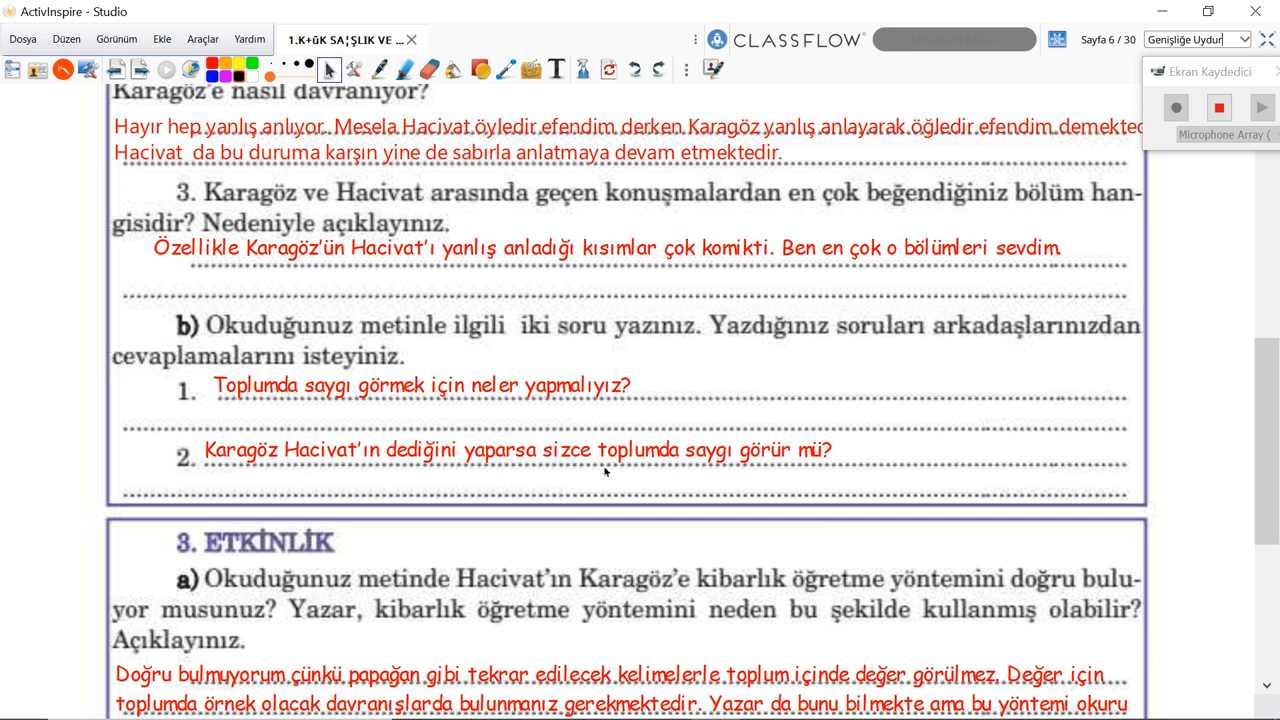 ActivInspire - Studio
Dosya Düzen Görünüm Ekle Araçlar Yardım
1.K+ûK SA¦ŞLIK VE ...
CLASSFLOW
Sayfa 6 / 30
Genişliğe Uydur
Ekran Kaydedici
Microphone Array (
Karagöz'e nasıl davranıyor?
Hayır hep yanlış anlıyor. Mesela Hacivat öyledir efendim derken Karagöz yanlış anlayarak öğledir efendim demekted
Hacivat da bu duruma karşın yine de sabırla anlatmaya devam etmektedir.
3. Karagöz ve Hacivat arasında geçen konuşmalardan en çok beğendiğiniz bölüm han-
gisidir? Nedeniyle açıklayınız.
Özellikle Karagöz'ün Hacivat'ı yanlış anladığı kısımlar çok komikti. Ben en çok o bölümleri sevdim.
b) Okuduğunuz metinle ilgili iki soru yazınız. Yazdığınız soruları arkadaşlarınızdan
cevaplamalarını isteyiniz.
1. Toplumda saygı görmek için neler yapmalıyız?
2. Karagöz Hacivat'ın dediğini yaparsa sizce toplumda saygı görür mü?
3. ETKİNLİK
a) Okuduğunuz metinde Hacivat'ın Karagöz'e kibarlık öğretme yöntemini doğru bulu-
yor musunuz? Yazar, kibarlık öğretme yöntemini neden bu şekilde kullanmış olabilir?
Açıklayınız.
Doğru bulmuyorum çünkü papağan gibi tekrar edilecek kelimelerle toplum içinde değer görülmez. Değer için
toplumda örnek olacak davranışlarda bulunmanız gerekmektedir. Yazar da bunu bilmekte ama bu yöntemi okuru